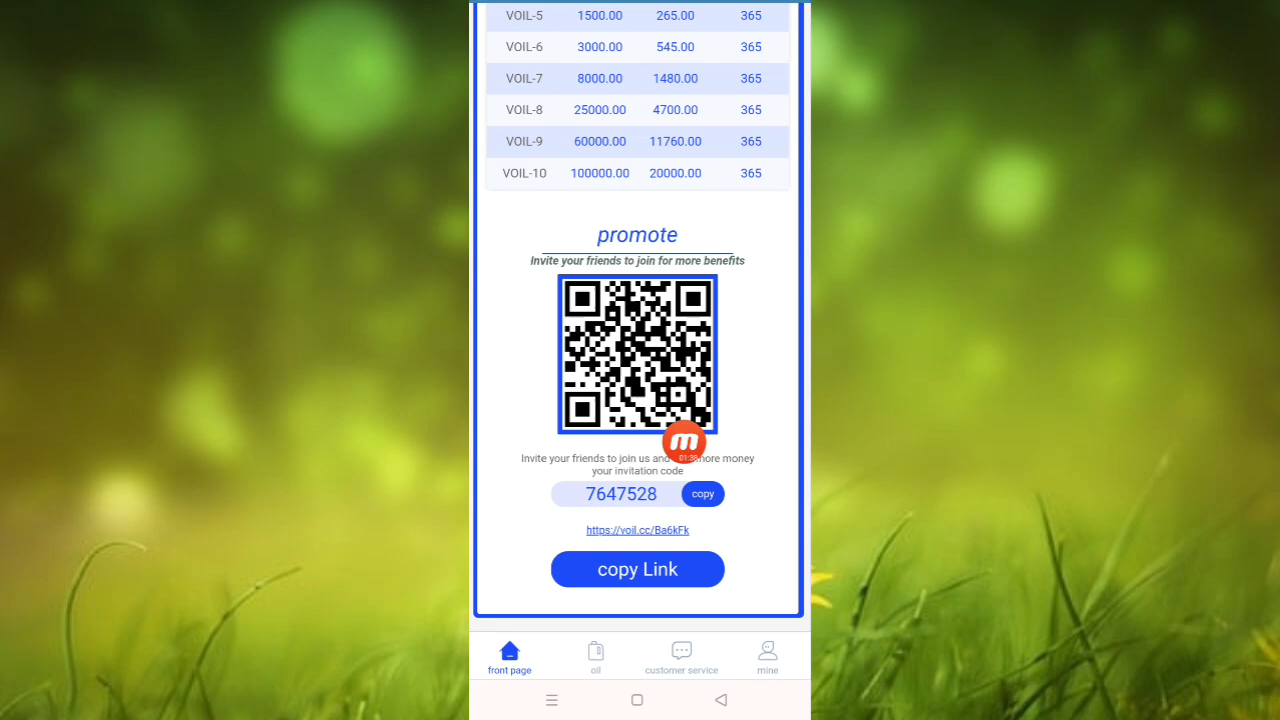 VOIL-5 1500.00 265.00 365
VOIL-6 3000.00 545.00 365
VOIL-7 8000.00 1480.00 365
VOIL-8 25000.00 4700.00 365
VOIL-9 60000.00 11760.00 365
VOIL-10 100000.00 20000.00 365
promote
Invite your friends to join for more benefits
m
01:38
Invite your friends to join us and more money
your invitation code
7647528 copy
https://voil.cc/Ba6kFk
copy Link
front page oil customer service mine